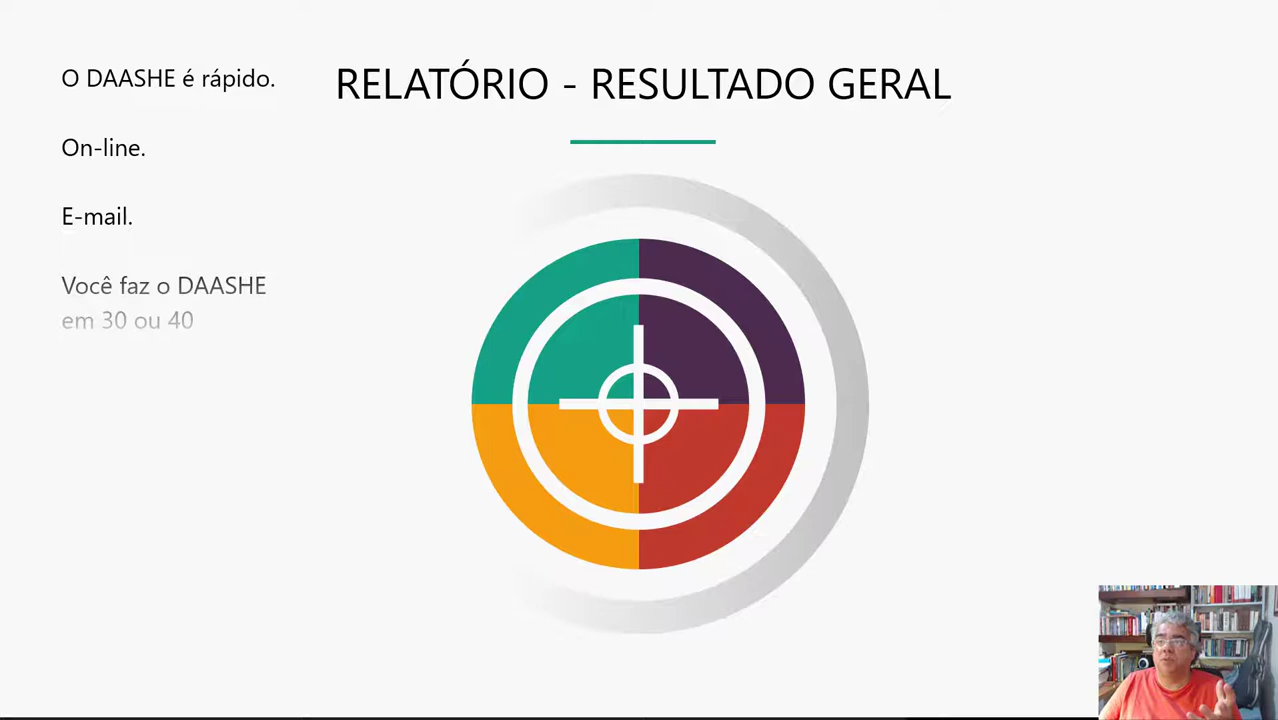 O DAASHE é rápido.
RELATÓRIO - RESULTADO GERAL
On-line.
E-mail.
Você faz o DAASHE
em 30 ou 40